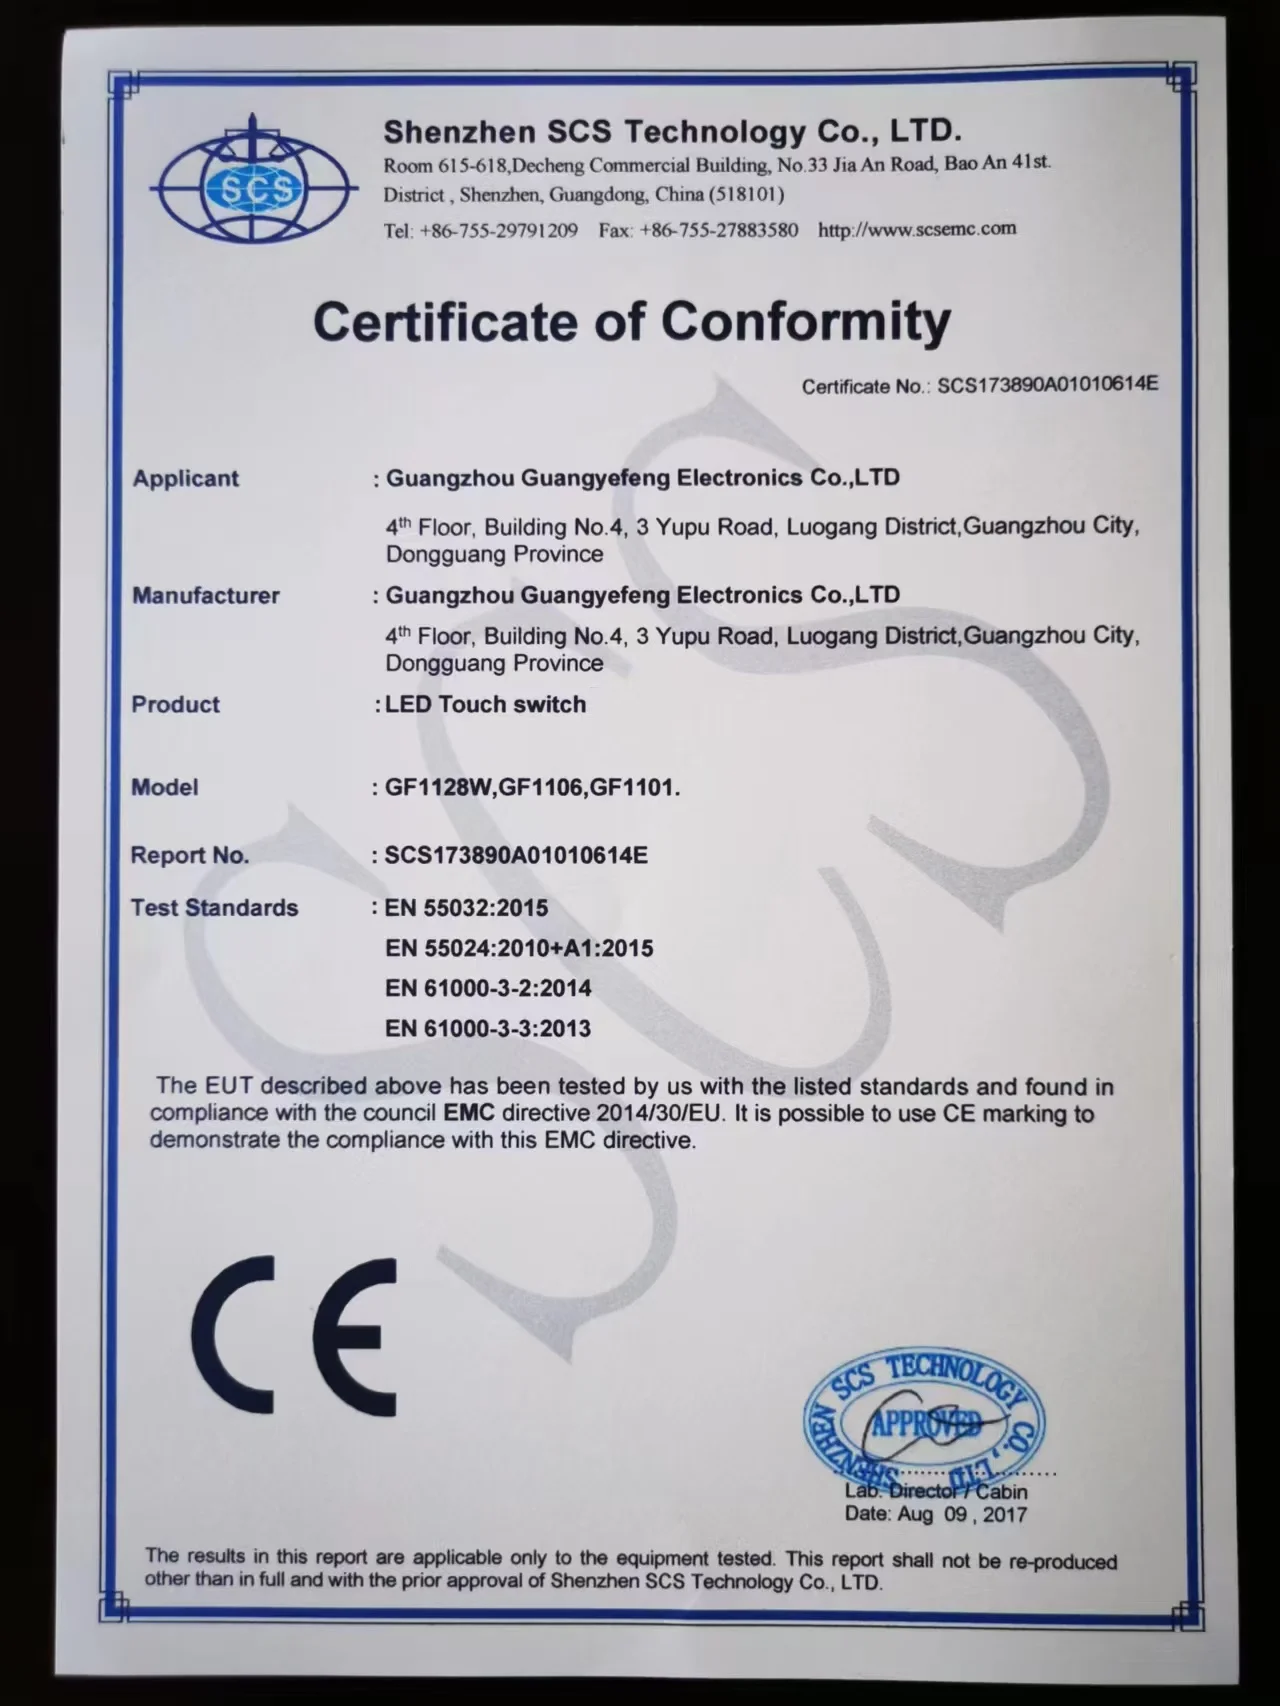 SCS
Shenzhen SCS Technology Co., LTD.
Room 615-618,Decheng Commercial Building, No.33 Jia An Road, Bao An 41st.
District , Shenzhen, Guangdong, China (518101)
Tel: +86-755-29791209 Fax: +86-755-27883580 http://www.scsemc.com
Certificate of Conformity
Certificate No.: SCS173890A01010614E
Applicant : Guangzhou Guangyefeng Electronics Co.,LTD
4th Floor, Building No.4, 3 Yupu Road, Luogang District,Guangzhou City,
Dongguang Province
Manufacturer : Guangzhou Guangyefeng Electronics Co.,LTD
4th Floor, Building No.4, 3 Yupu Road, Luogang District,Guangzhou City,
Dongguang Province
Product : LED Touch switch
Model : GF1128W,GF1106,GF1101.
Report No. : SCS173890A01010614E
Test Standards : EN 55032:2015
EN 55024:2010+A1:2015
EN 61000-3-2:2014
EN 61000-3-3:2013
The EUT described above has been tested by us with the listed standards and found in
compliance with the council EMC directive 2014/30/EU. It is possible to use CE marking to
demonstrate the compliance with this EMC directive.
SCS
CE
SHENZHEN SCS TECHNOLOGY CO., LTD.
APPROVED
Lab. Director / Cabin
Date: Aug 09 , 2017
The results in this report are applicable only to the equipment tested. This report shall not be re-produced
other than in full and with the prior approval of Shenzhen SCS Technology Co., LTD.